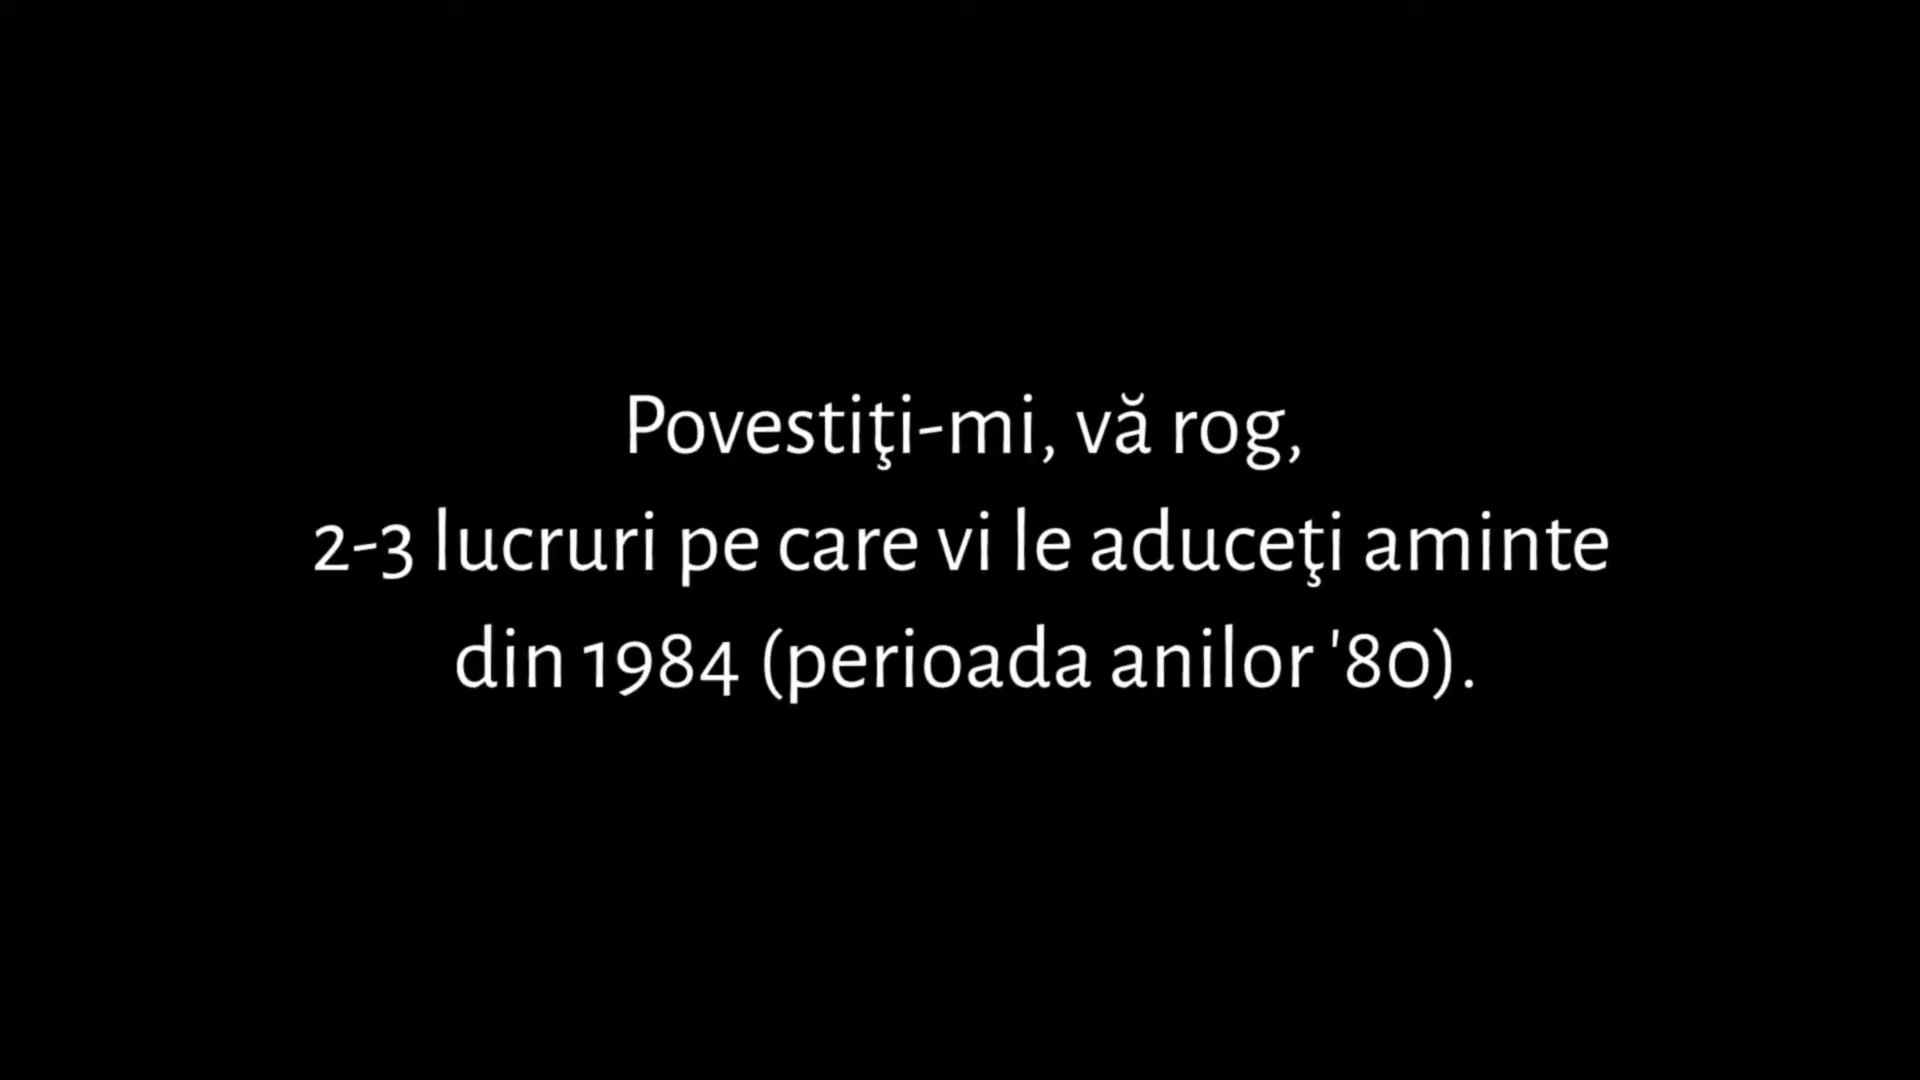 Povestiţi-mi, vă rog,
2-3 lucruri pe care vi le aduceţi aminte
din 1984 (perioada anilor '80).